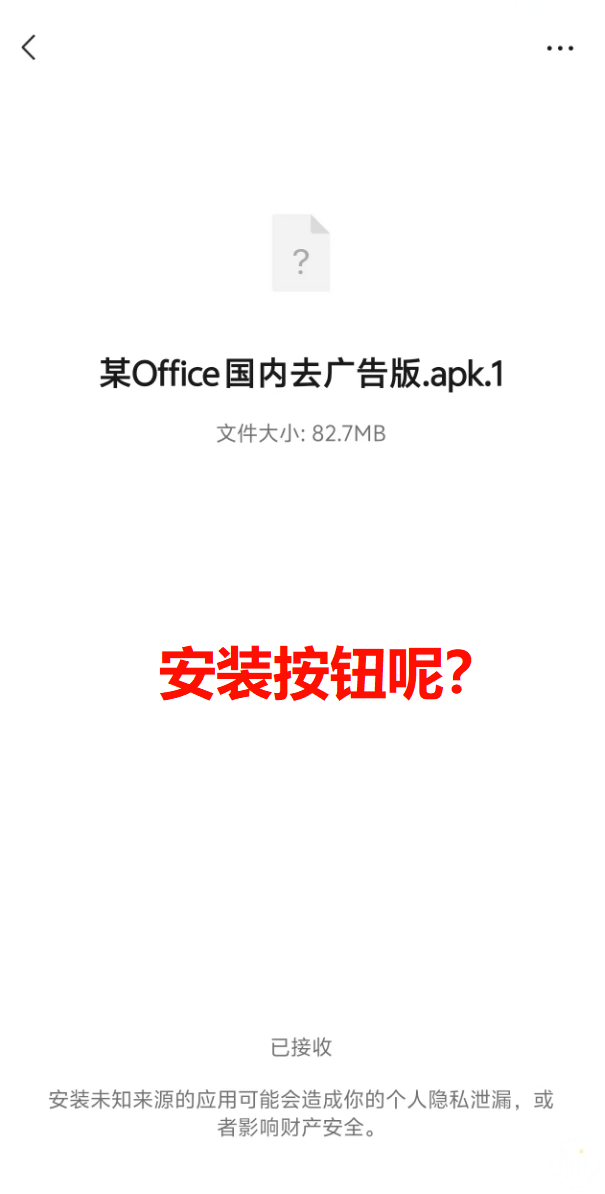 ?
某Office国内去广告版.apk.1
文件大小: 82.7MB
安装按钮呢?
已接收
安装未知来源的应用可能会造成你的个人隐私泄漏，或
者影响财产安全。